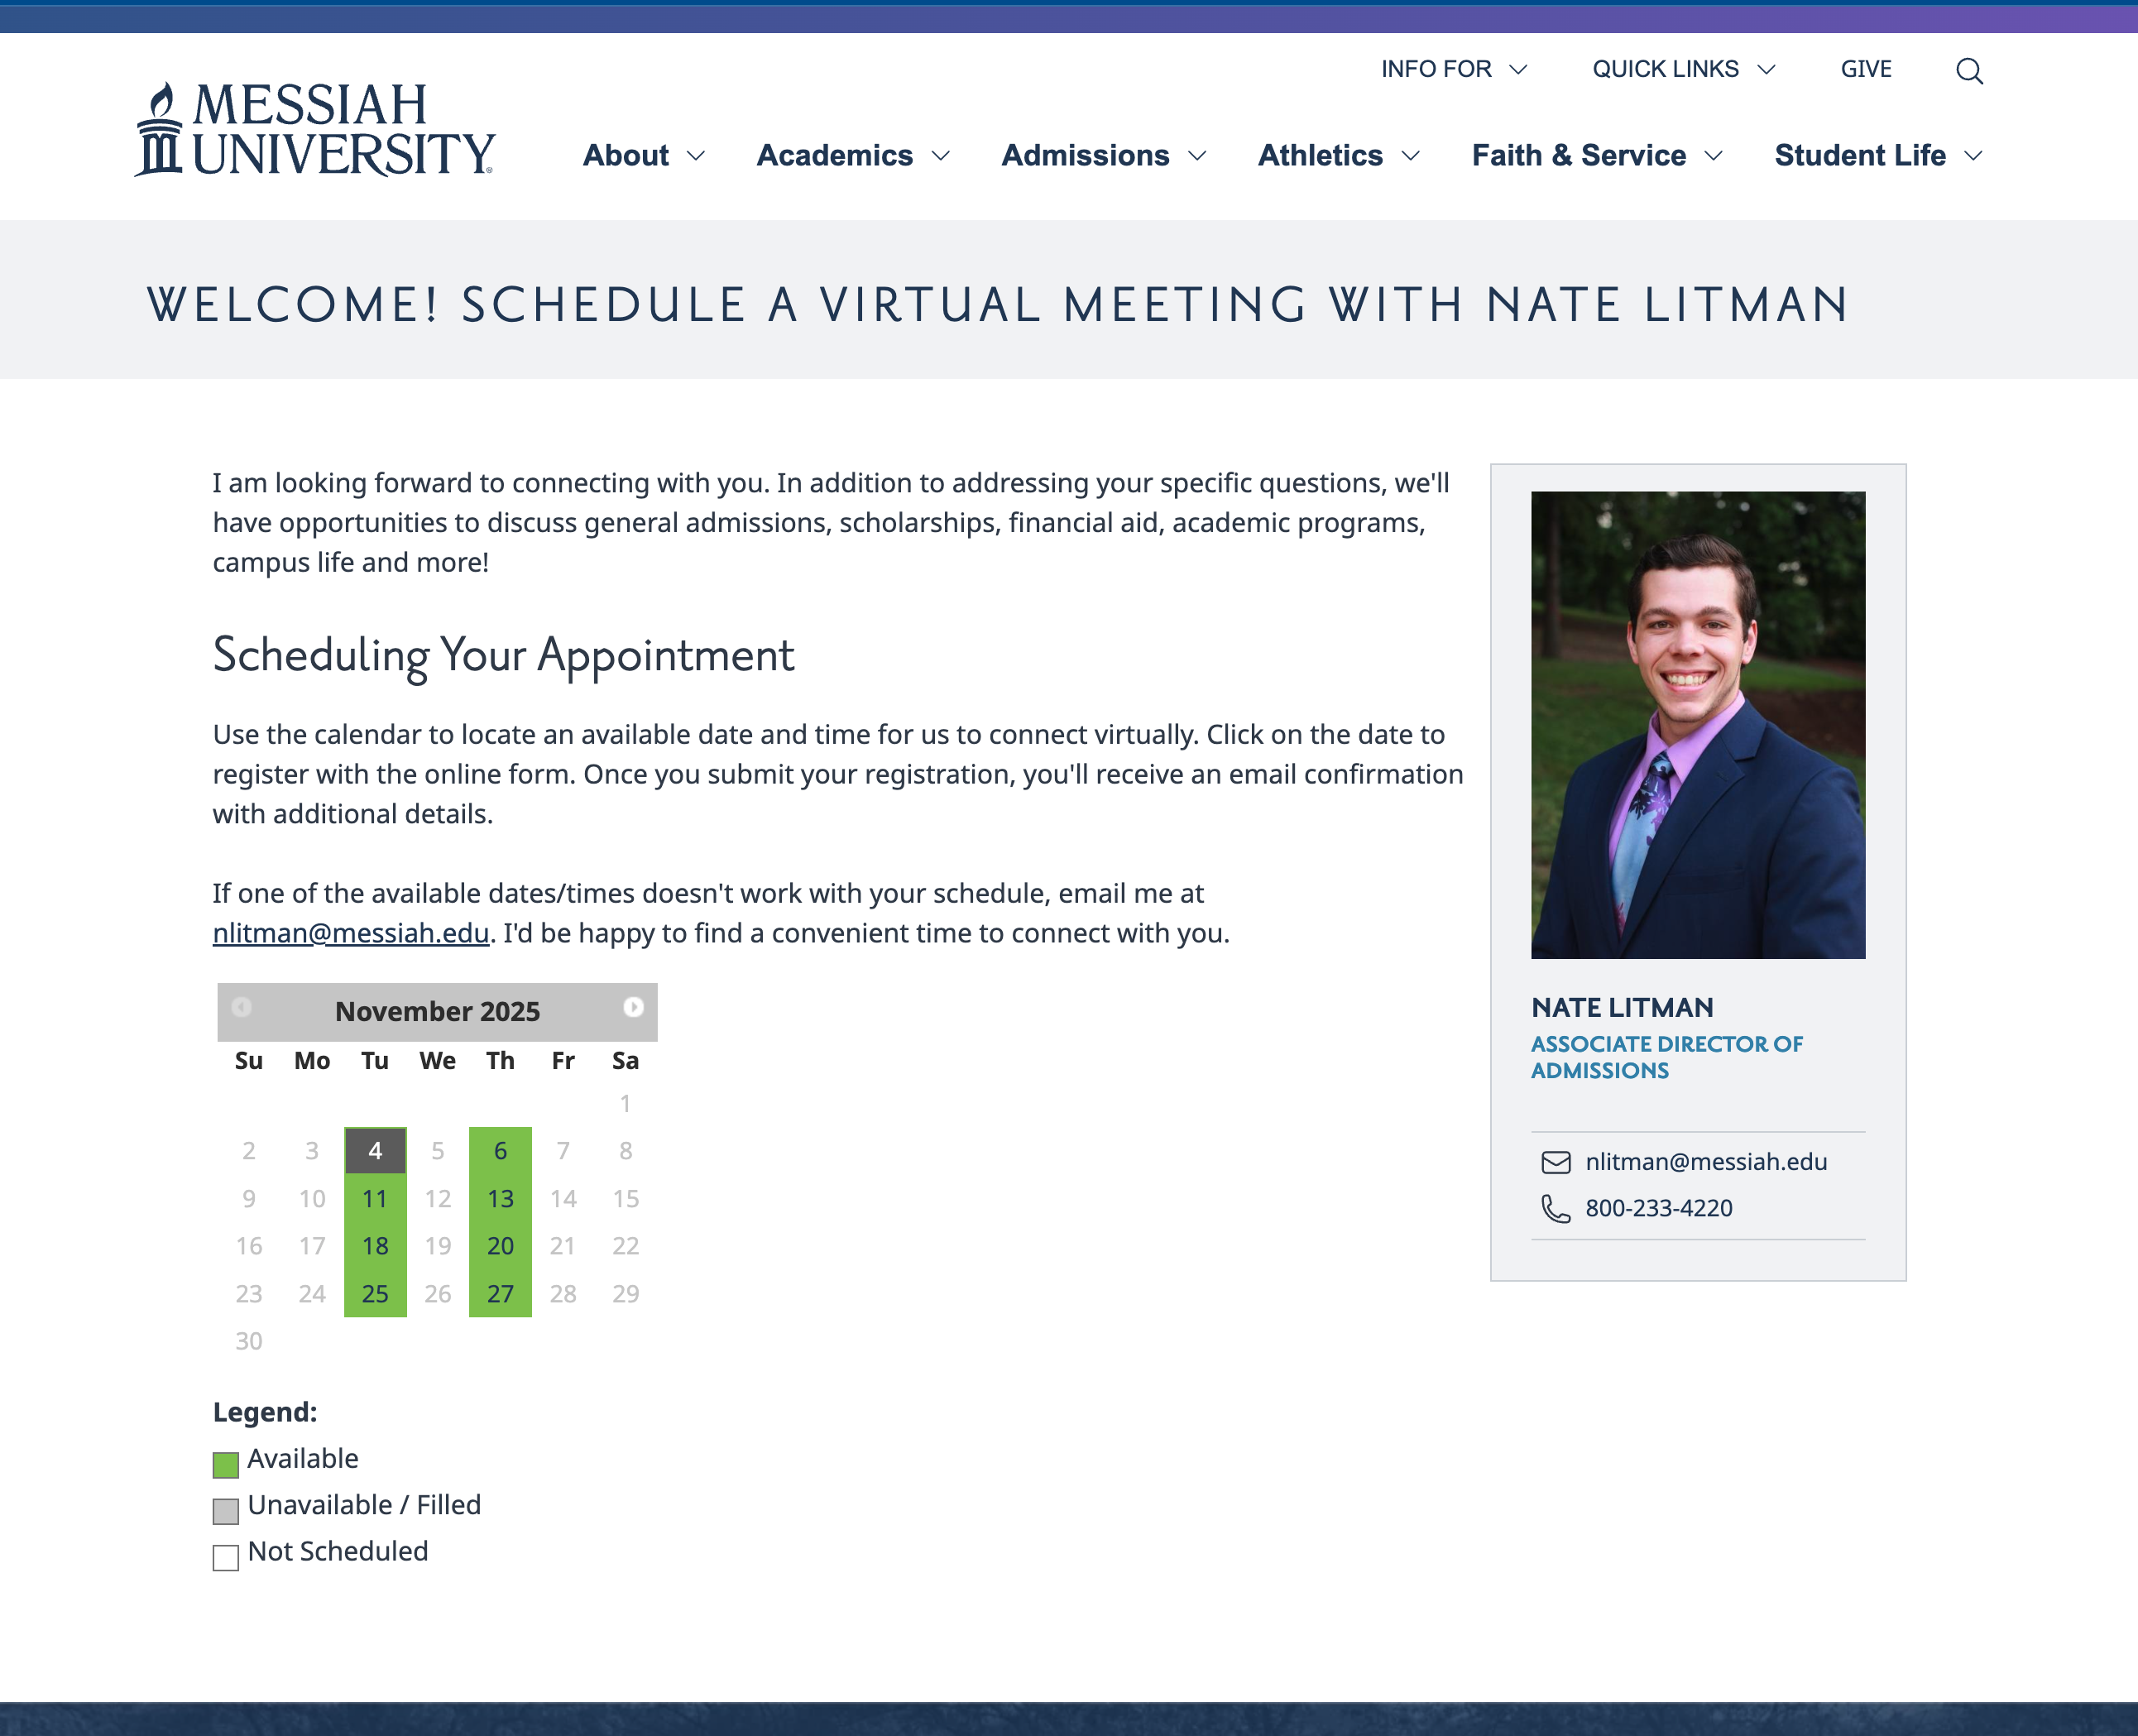 INFO FOR QUICK LINKS GIVE
MESSIAH
UNIVERSITY
About Academics Admissions Athletics Faith & Service Student Life
WELCOME! SCHEDULE A VIRTUAL MEETING WITH NATE LITMAN
I am looking forward to connecting with you. In addition to addressing your specific questions, we'll
have opportunities to discuss general admissions, scholarships, financial aid, academic programs,
campus life and more!
Scheduling Your Appointment
Use the calendar to locate an available date and time for us to connect virtually. Click on the date to
register with the online form. Once you submit your registration, you'll receive an email confirmation
with additional details.
If one of the available dates/times doesn't work with your schedule, email me at
nlitman@messiah.edu. I'd be happy to find a convenient time to connect with you.
November 2025
Su Mo Tu We Th Fr Sa
1
2 3 4 5 6 7 8
9 10 11 12 13 14 15
16 17 18 19 20 21 22
23 24 25 26 27 28 29
30
Legend:
Available
Unavailable / Filled
Not Scheduled
NATE LITMAN
ASSOCIATE DIRECTOR OF
ADMISSIONS
nlitman@messiah.edu
800-233-4220